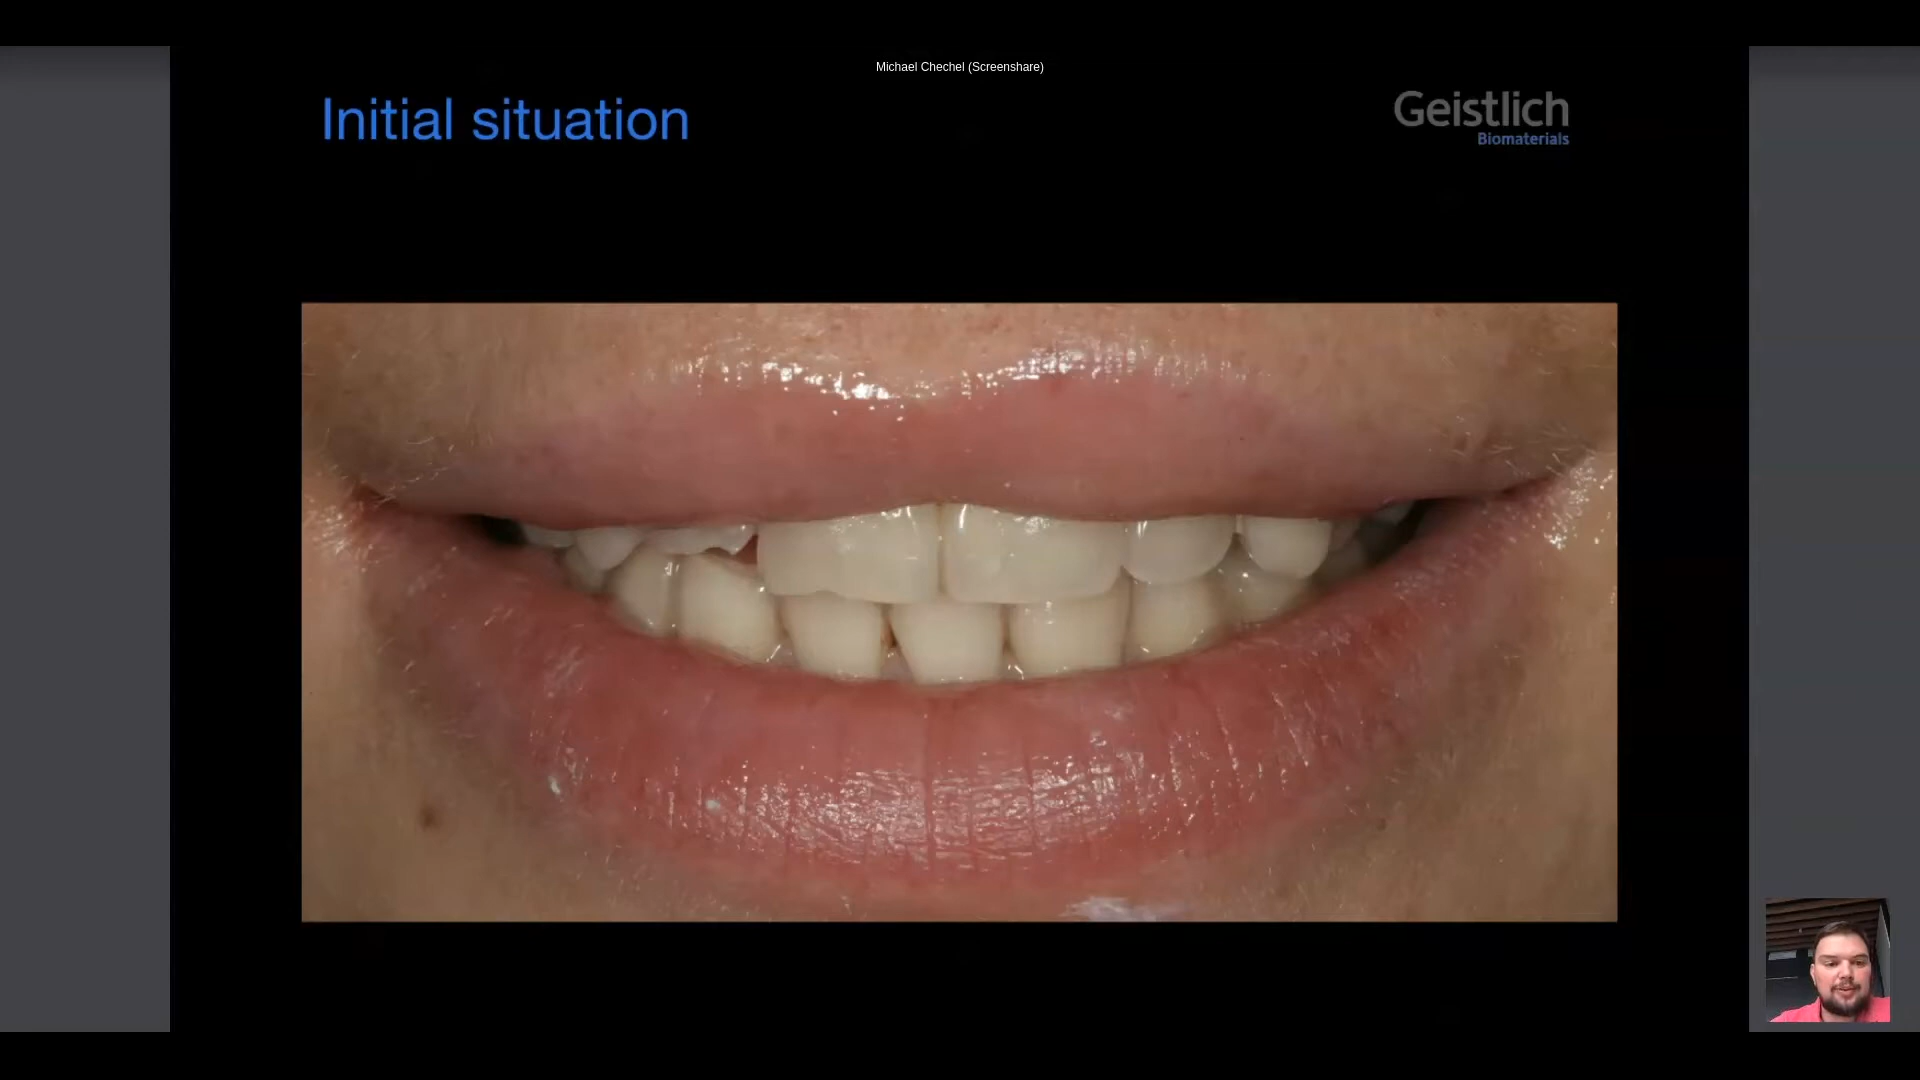 Michael Chechel (Screenshare)
Initial situation
Geistlich
Biomaterials